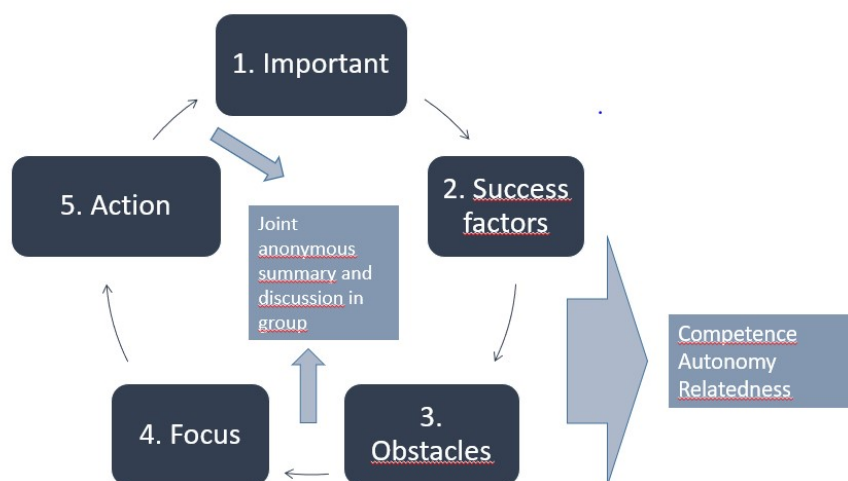 1. Important
2. Success
factors
3.
Obstacles
4. Focus
5. Action
Joint
anonymous
summary and
discussion in
group
Competence
Autonomy
Relatedness